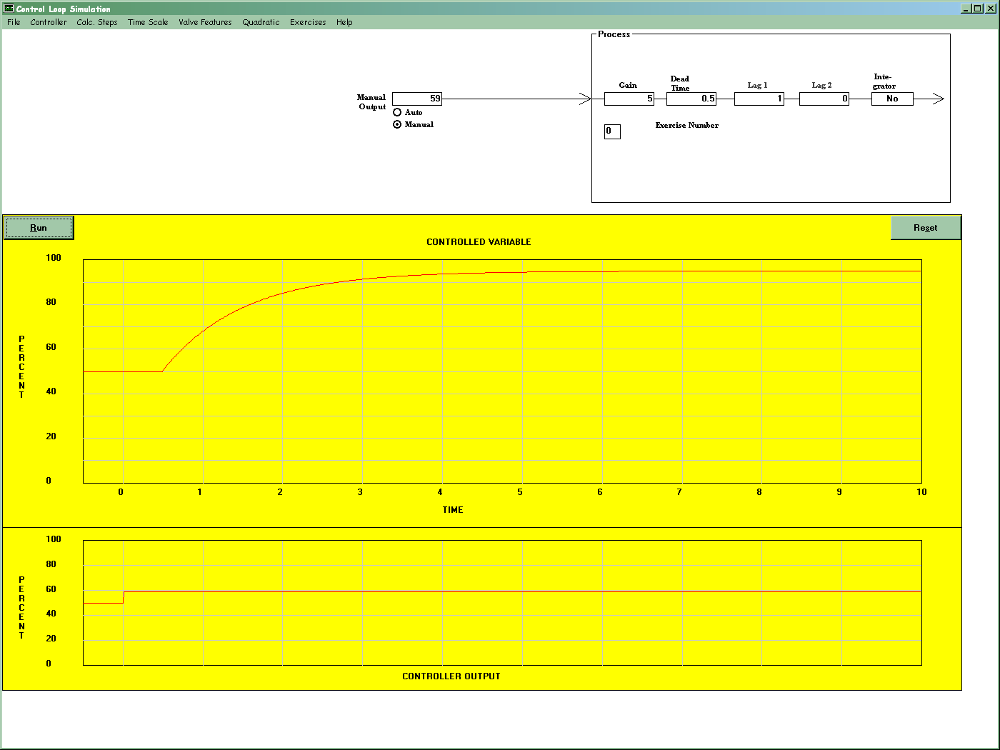 Control Loop Simulation
File Controller Calc. Steps Time Scale Valve Features Quadratic Exercises Help
Process
Manual
Output
59
Auto
Manual
Gain
Dead
Time
Lag 1
Lag 2
Inte-
grator
5
0.5
1
0
No
0
Exercise Number
Run
Reset
CONTROLLED VARIABLE
100
80
60
40
20
0
PERCENT
0 1 2 3 4 5 6 7 8 9 10
TIME
100
80
60
40
20
0
PERCENT
CONTROLLER OUTPUT